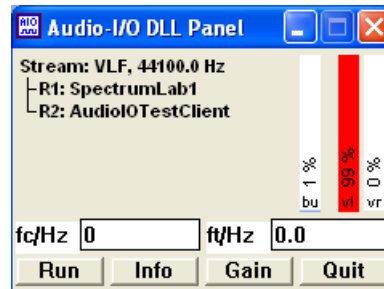 AIO
Audio-I/O DLL Panel
Stream: VLF, 44100.0 Hz
R1: SpectrumLab1
R2: AudioIOTestClient
1 %
99 %
0 %
bu
vl
vr
fc/Hz 0 ft/Hz 0.0
Run Info Gain Quit